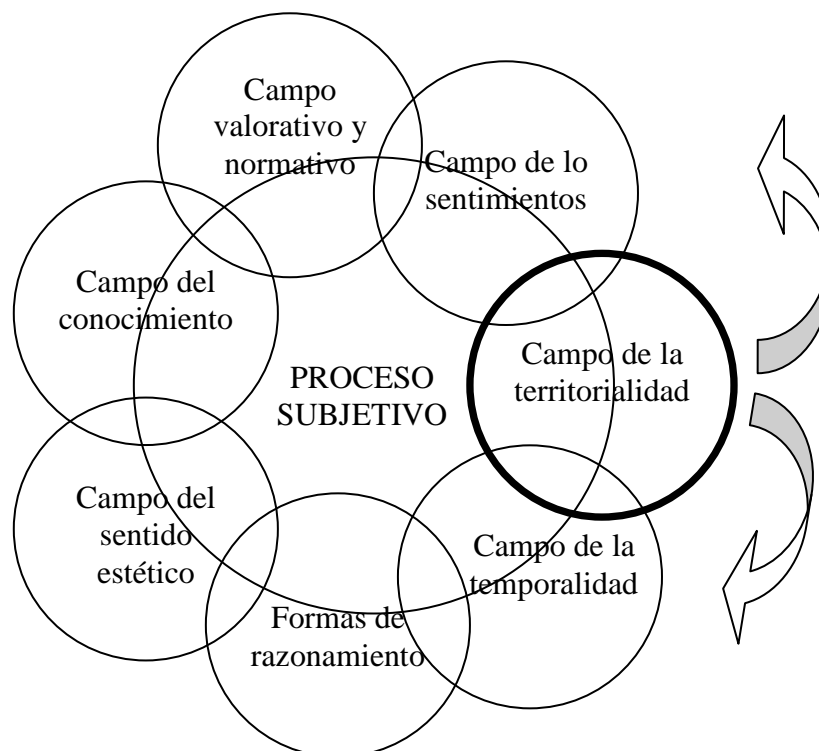 Campo
valorativo y
normativo
Campo de lo
sentimientos
Campo del
conocimiento
PROCESO
SUBJETIVO
Campo de la
territorialidad
Campo del
sentido
estético
Campo de la
temporalidad
Formas de
razonamiento